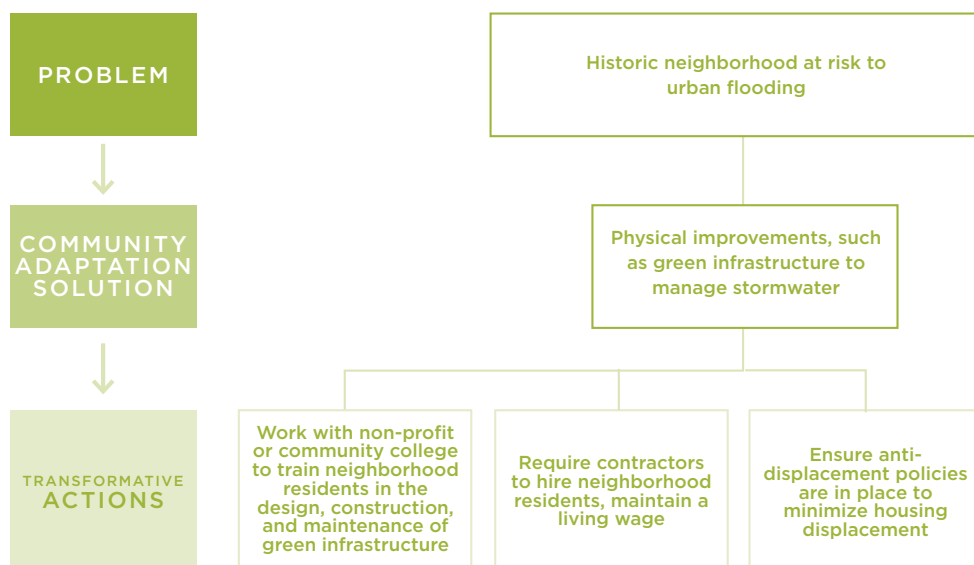 PROBLEM
Historic neighborhood at risk to
urban flooding
COMMUNITY
ADAPTATION
SOLUTION
Physical improvements, such
as green infrastructure to
manage stormwater
TRANSFORMATIVE
ACTIONS
Work with non-profit
or community college
to train neighborhood
residents in the
design, construction,
and maintenance of
green infrastructure
Require contractors
to hire neighborhood
residents, maintain a
living wage
Ensure anti-
displacement policies
are in place to
minimize housing
displacement